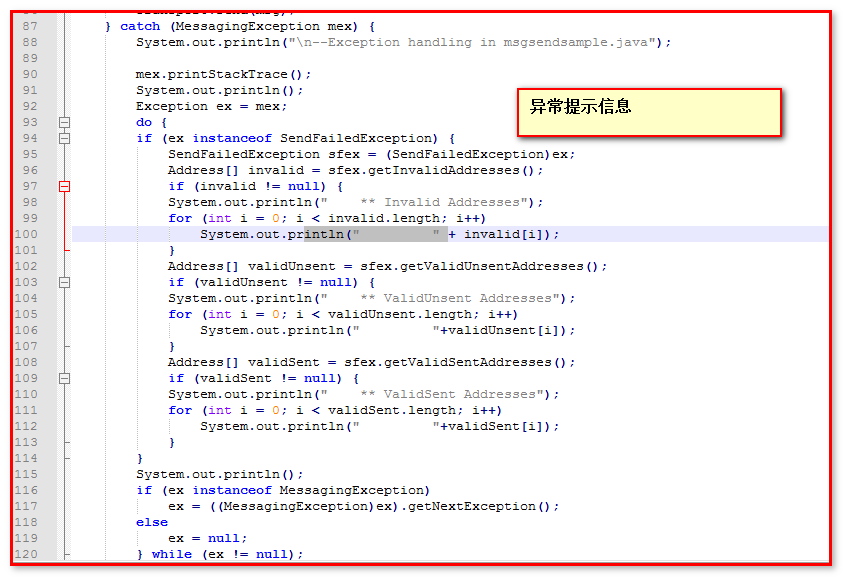 87 } catch (MessagingException mex) {
88 System.out.println("\n--Exception handling in msgsendsample.java");
89
90 mex.printStackTrace();
91 System.out.println();
92 Exception ex = mex;
93 do {
94 if (ex instanceof SendFailedException) {
95 SendFailedException sfex = (SendFailedException)ex;
96 Address[] invalid = sfex.getInvalidAddresses();
97 if (invalid != null) {
98 System.out.println("    ** Invalid Addresses");
99 for (int i = 0; i < invalid.length; i++)
100 System.out.println("         " + invalid[i]);
101 }
102 Address[] validUnsent = sfex.getValidUnsentAddresses();
103 if (validUnsent != null) {
104 System.out.println("    ** ValidUnsent Addresses");
105 for (int i = 0; i < validUnsent.length; i++)
106 System.out.println("         "+validUnsent[i]);
107 }
108 Address[] validSent = sfex.getValidSentAddresses();
109 if (validSent != null) {
110 System.out.println("    ** ValidSent Addresses");
111 for (int i = 0; i < validSent.length; i++)
112 System.out.println("         "+validSent[i]);
113 }
114 }
115 System.out.println();
116 if (ex instanceof MessagingException)
117 ex = ((MessagingException)ex).getNextException();
118 else
119 ex = null;
120 } while (ex != null);
异常提示信息